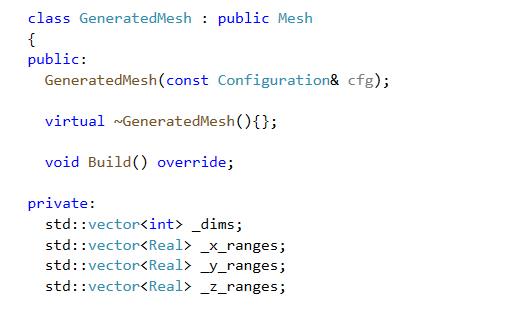 class GeneratedMesh : public Mesh
{
public:
  GeneratedMesh(const Configuration& cfg);
  virtual ~GeneratedMesh(){};
  void Build() override;
private:
  std::vector<int> _dims;
  std::vector<Real> _x_ranges;
  std::vector<Real> _y_ranges;
  std::vector<Real> _z_ranges;